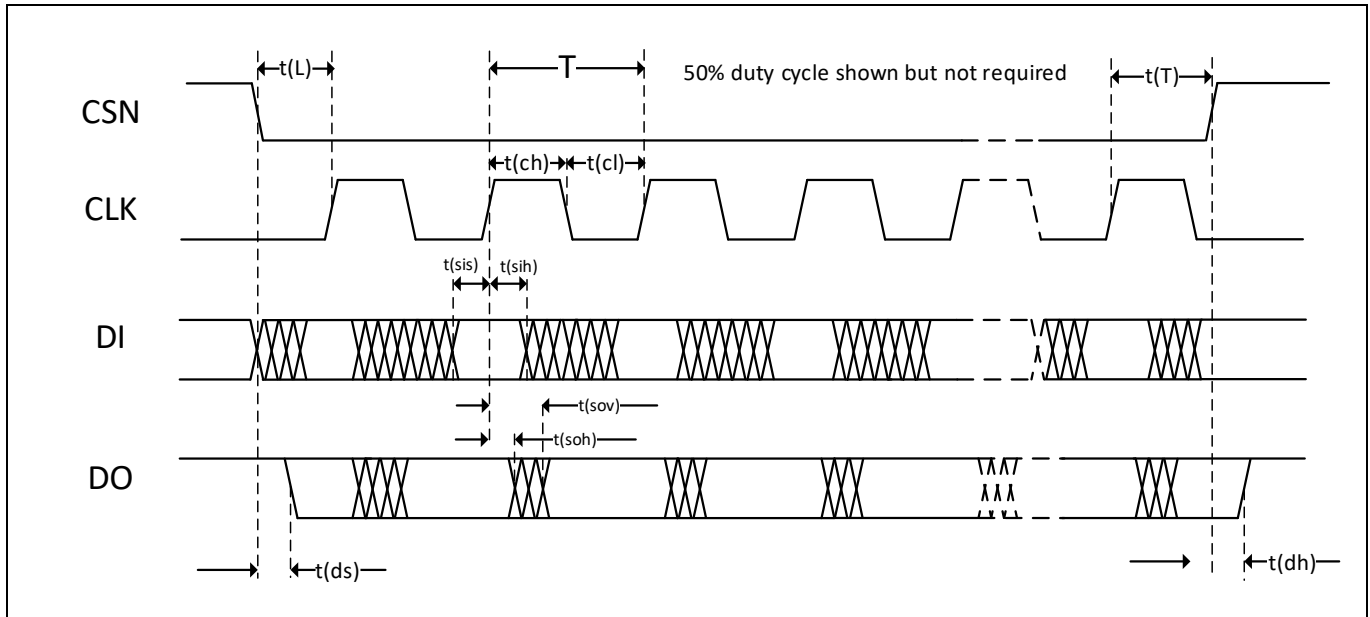 t(L)
T
50% duty cycle shown but not required
t(T)
CSN
t(ch)
t(cl)
CLK
t(sis)
t(sih)
DI
t(sov)
t(soh)
DO
t(ds)
t(dh)